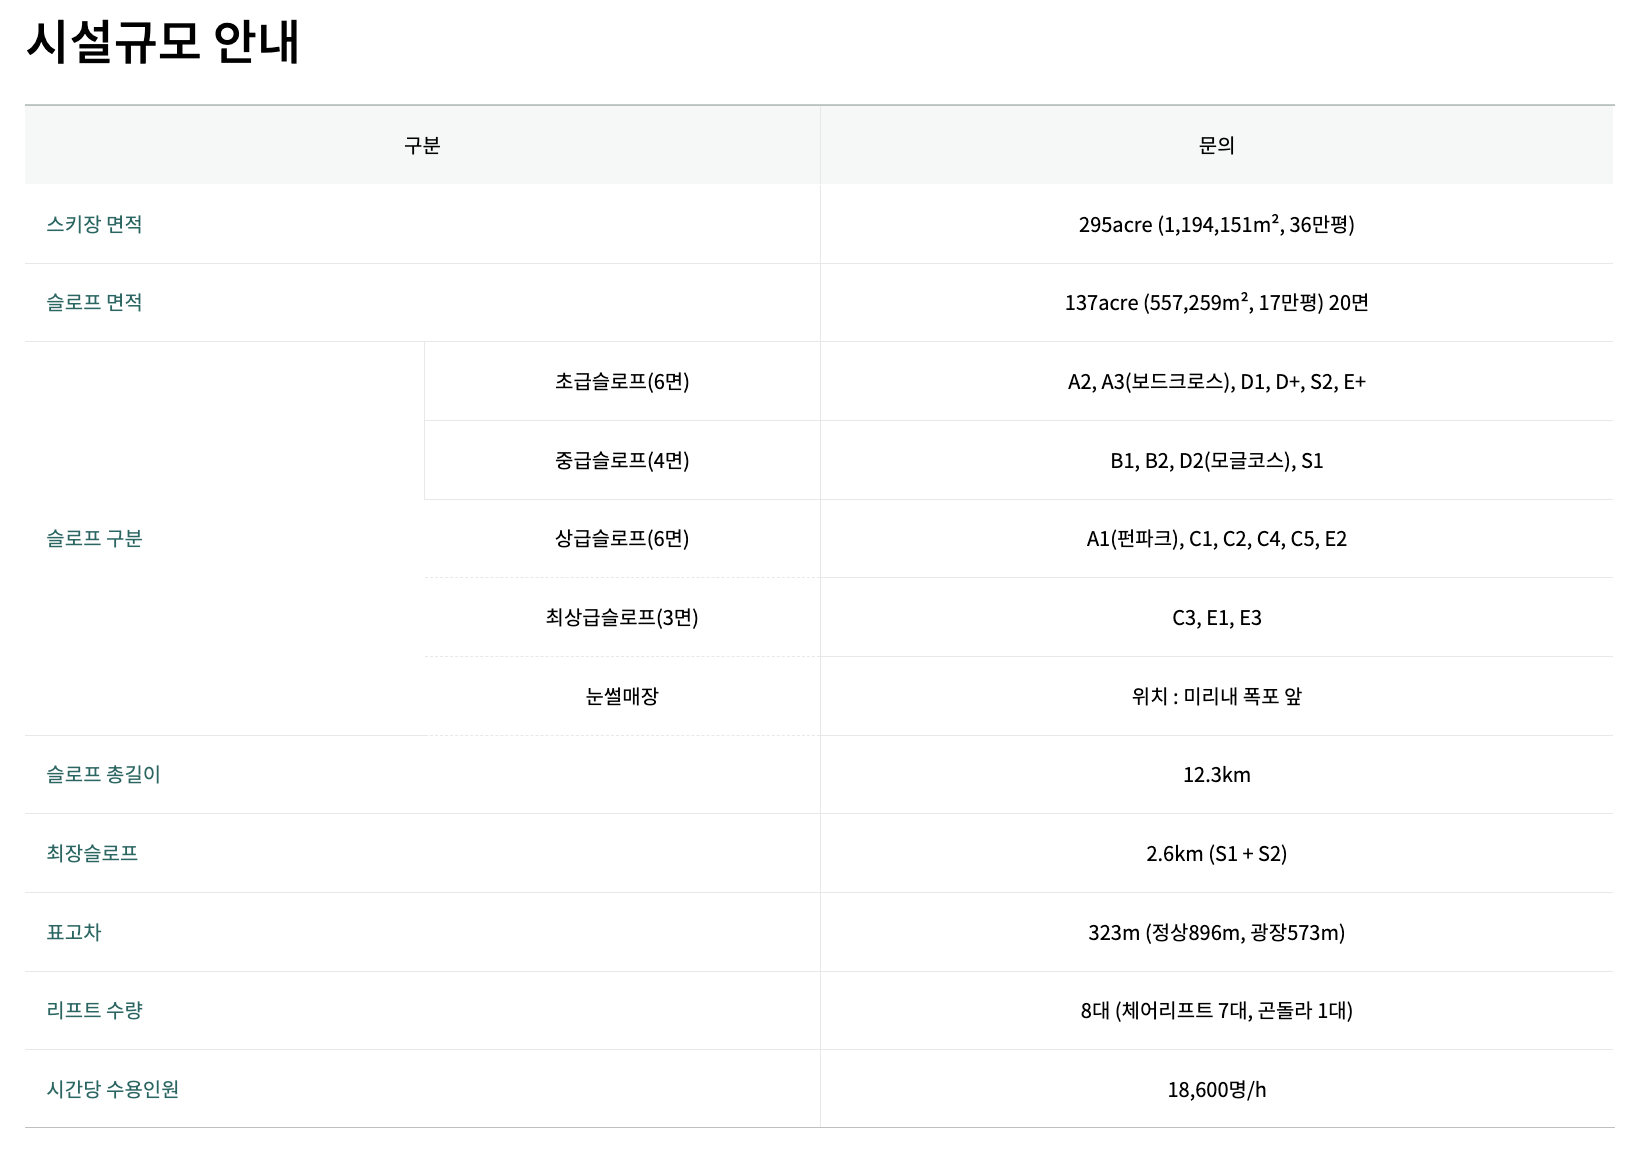 시설규모 안내
구분 문의
스키장 면적 295acre (1,194,151m², 36만평)
슬로프 면적 137acre (557,259m², 17만평) 20면
슬로프 구분
초급슬로프(6면) A2, A3(보드크로스), D1, D+, S2, E+
중급슬로프(4면) B1, B2, D2(모글코스), S1
상급슬로프(6면) A1(펀파크), C1, C2, C4, C5, E2
최상급슬로프(3면) C3, E1, E3
눈썰매장 위치 : 미리내 폭포 앞
슬로프 총길이 12.3km
최장슬로프 2.6km (S1 + S2)
표고차 323m (정상896m, 광장573m)
리프트 수량 8대 (체어리프트 7대, 곤돌라 1대)
시간당 수용인원 18,600명/h